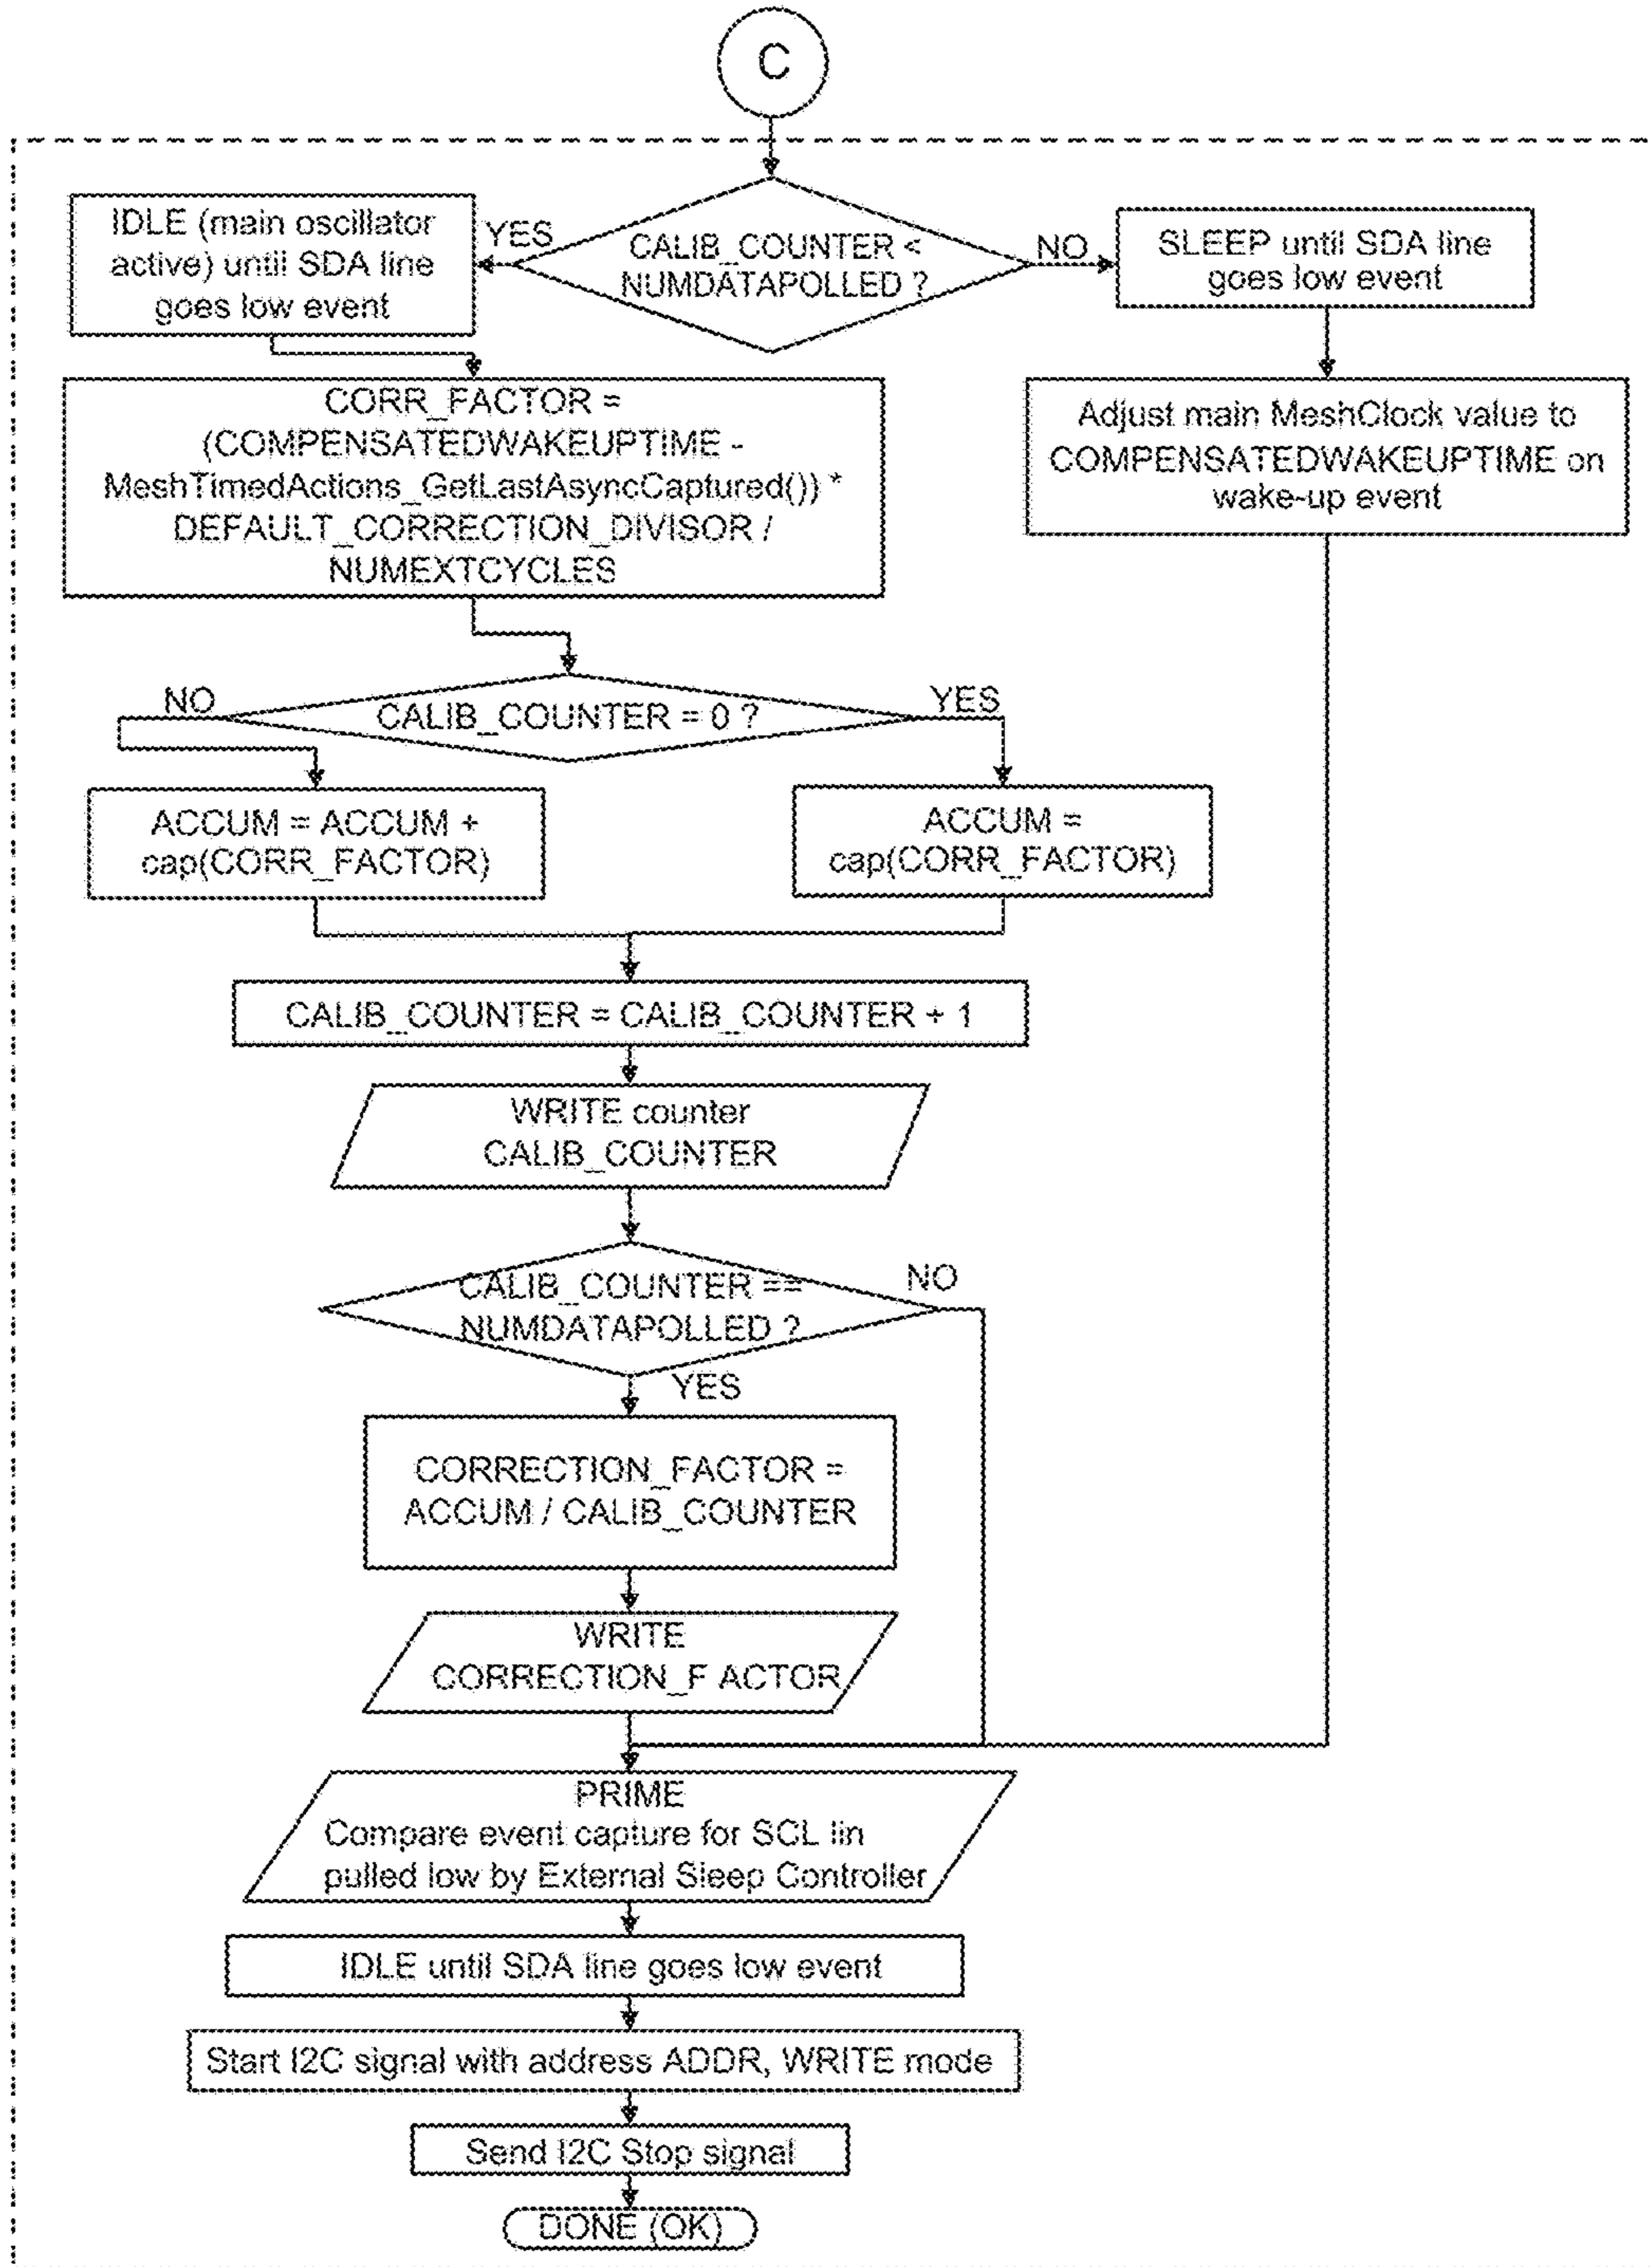 C
IDLE (main oscillator
active) until SDA line
goes low event
YES
CALIB_COUNTER <
NUMDATAPOLLED ?
NO
SLEEP until SDA line
goes low event
CORR_FACTOR =
(COMPENSATEDWAKEUPTIME -
MeshTimedActions_GetLastAsyncCaptured()) *
DEFAULT_CORRECTION_DIVISOR /
NUMEXTCYCLES
Adjust main MeshClock value to
COMPENSATEDWAKEUPTIME on
wake-up event
NO
CALIB_COUNTER = 0 ?
YES
ACCUM = ACCUM +
cap(CORR_FACTOR)
ACCUM =
cap(CORR_FACTOR)
CALIB_COUNTER = CALIB_COUNTER + 1
WRITE counter
CALIB_COUNTER
CALIB_COUNTER ==
NUMDATAPOLLED ?
NO
YES
CORRECTION_FACTOR =
ACCUM / CALIB_COUNTER
WRITE
CORRECTION_F ACTOR
PRIME
Compare event capture for SCL lin
pulled low by External Sleep Controller
IDLE until SDA line goes low event
Start I2C signal with address ADDR, WRITE mode
Send I2C Stop signal
DONE (OK)